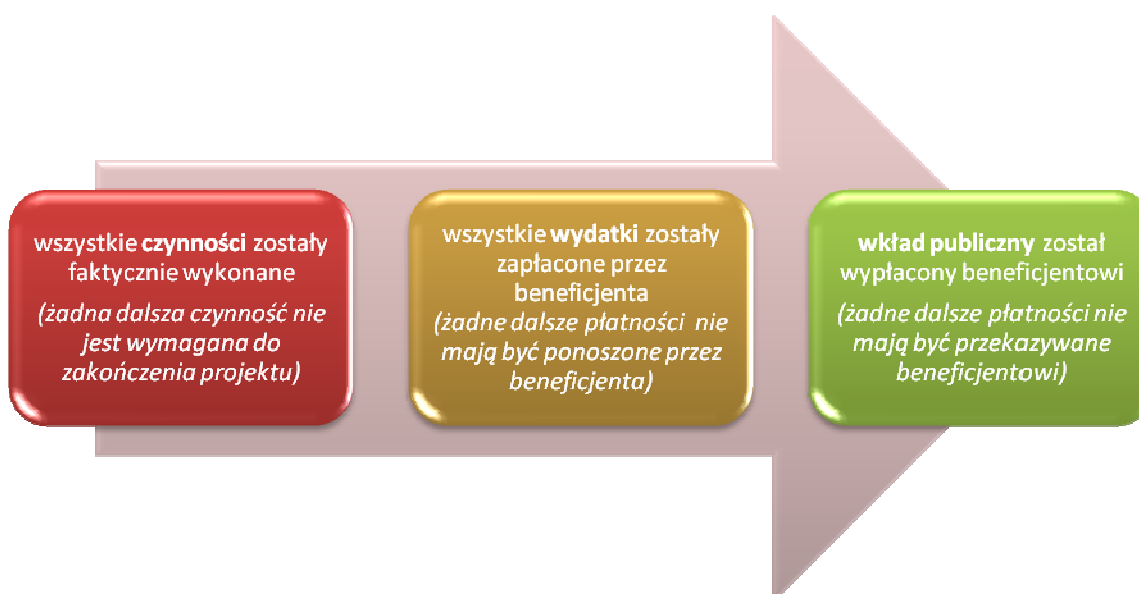 wszystkie czynności zostały
faktycznie wykonane
(żadna dalsza czynność nie
jest wymagana do
zakończenia projektu)
wszystkie wydatki zostały
zapłacone przez
beneficjenta
(żadne dalsze płatności nie
mają być ponoszone przez
beneficjenta)
wkład publiczny został
wypłacony beneficjentowi
(żadne dalsze płatności nie
mają być przekazywane
beneficjentowi)